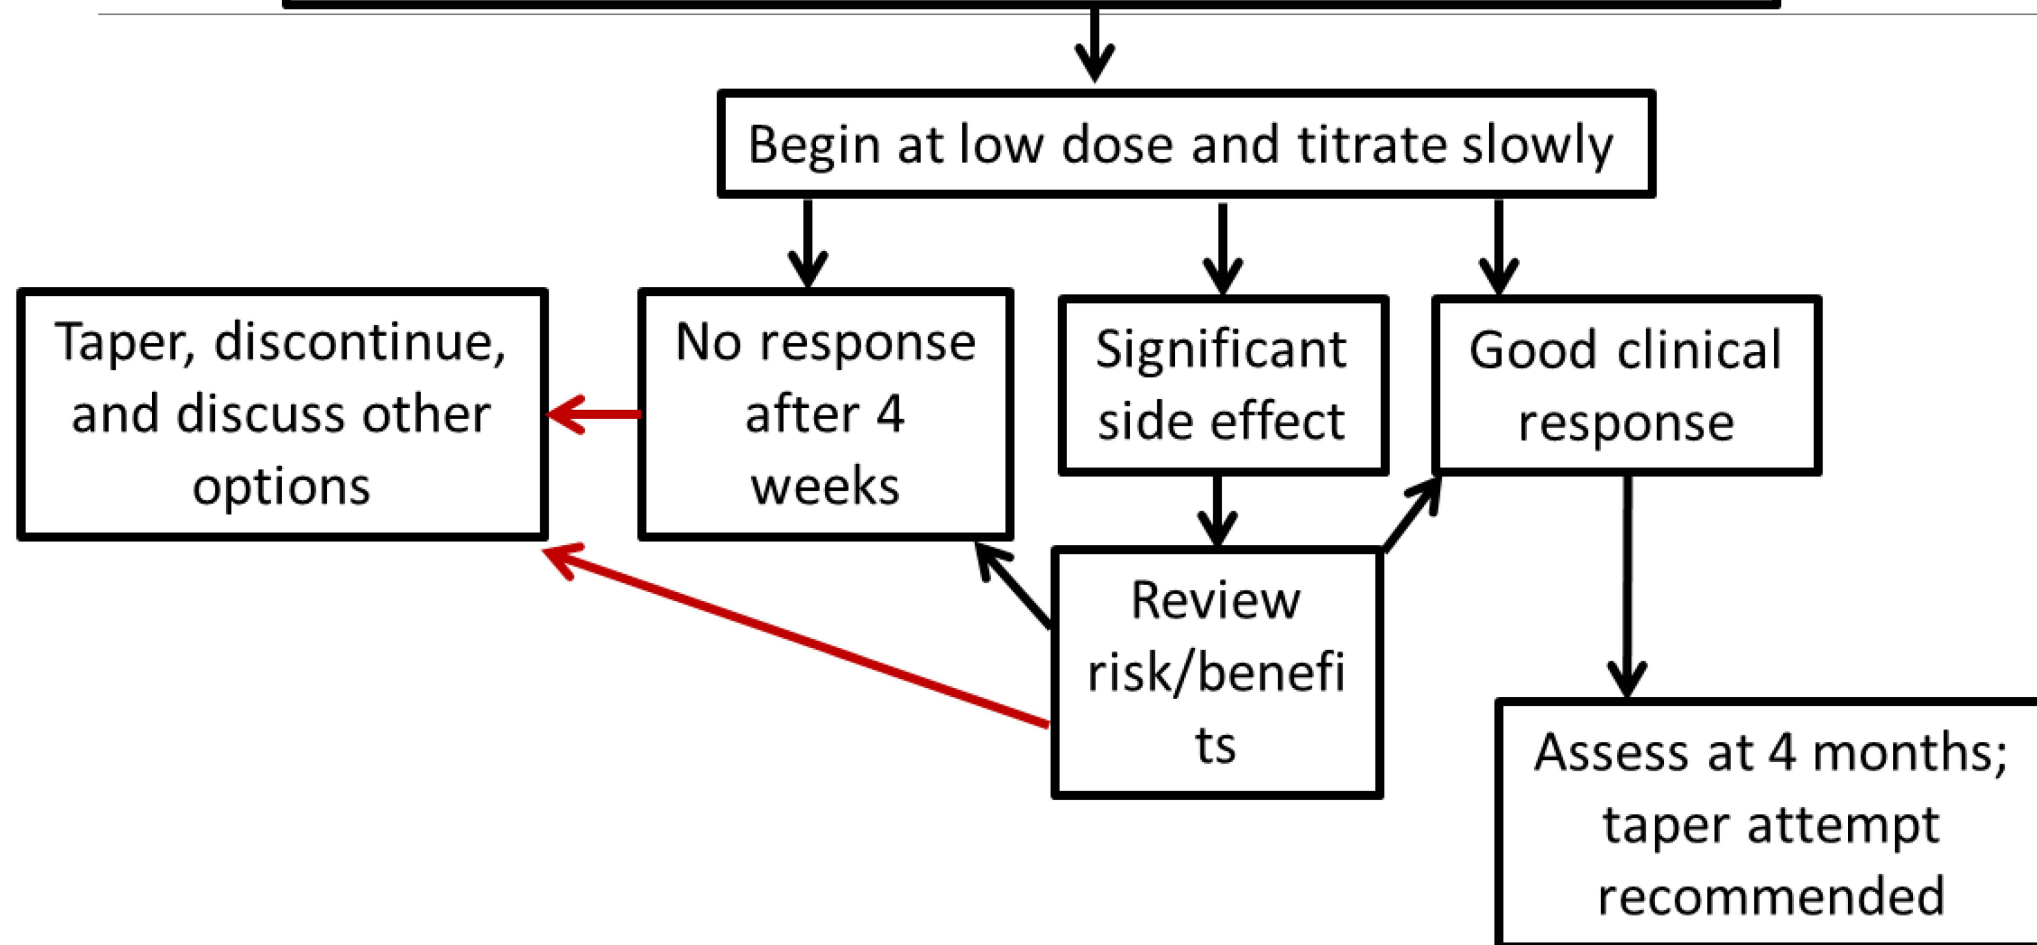 Begin at low dose and titrate slowly
Taper, discontinue,
and discuss other
options
No response
after 4
weeks
Significant
side effect
Good clinical
response
Review
risk/benefi
ts
Assess at 4 months;
taper attempt
recommended